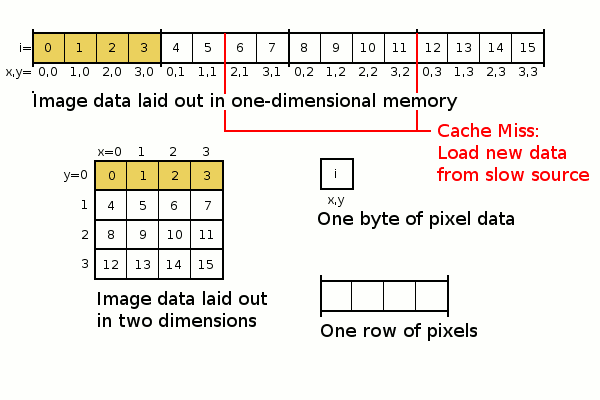 i= 0 1 2 3 4 5 6 7 8 9 10 11 12 13 14 15
x,y= 0,0 1,0 2,0 3,0 0,1 1,1 2,1 3,1 0,2 1,2 2,2 3,2 0,3 1,3 2,3 3,3
Image data laid out in one-dimensional memory
Cache Miss:
Load new data
from slow source
x=0 1 2 3
y=0 0 1 2 3
1 4 5 6 7
2 8 9 10 11
3 12 13 14 15
Image data laid out
in two dimensions
i
x,y
One byte of pixel data
One row of pixels